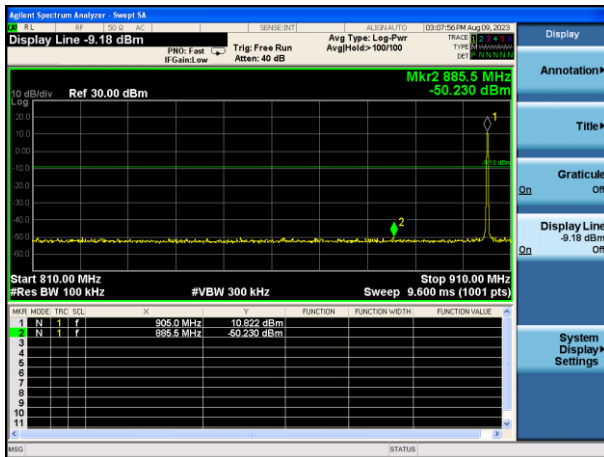 Agilent Spectrum Analyzer - Swept SA
RL RF 50 Ω AC SENSE:INT ALIGN AUTO 03:07:56 PM Aug 09, 2023
Display Line -9.18 dBm
PNO: Fast
IFGain:Low
Trig: Free Run
Atten: 40 dB
Avg Type: Log-Pwr
Avg|Hold:>100/100
TRACE 1 2 3 4 5 6
TYPE M
DET P N N N N N
Display
Mkr2 885.5 MHz
-50.230 dBm
10 dB/div Ref 30.00 dBm
Log
20.0
10.0
0.00
-10.0
-20.0
-30.0
-40.0
-50.0
-60.0
1
-9.18 dBm
2
Start 810.00 MHz Stop 910.00 MHz
#Res BW 100 kHz #VBW 300 kHz Sweep 9.600 ms (1001 pts)
MKR MODE TRC SCL X Y FUNCTION FUNCTION WIDTH FUNCTION VALUE
1 N 1 f 905.0 MHz 10.822 dBm
2 N 1 f 885.5 MHz -50.230 dBm
3
4
5
6
7
8
9
10
11
MSG STATUS
Annotation
Title
Graticule
On Off
Display Line
-9.18 dBm
On Off
System
Display
Settings